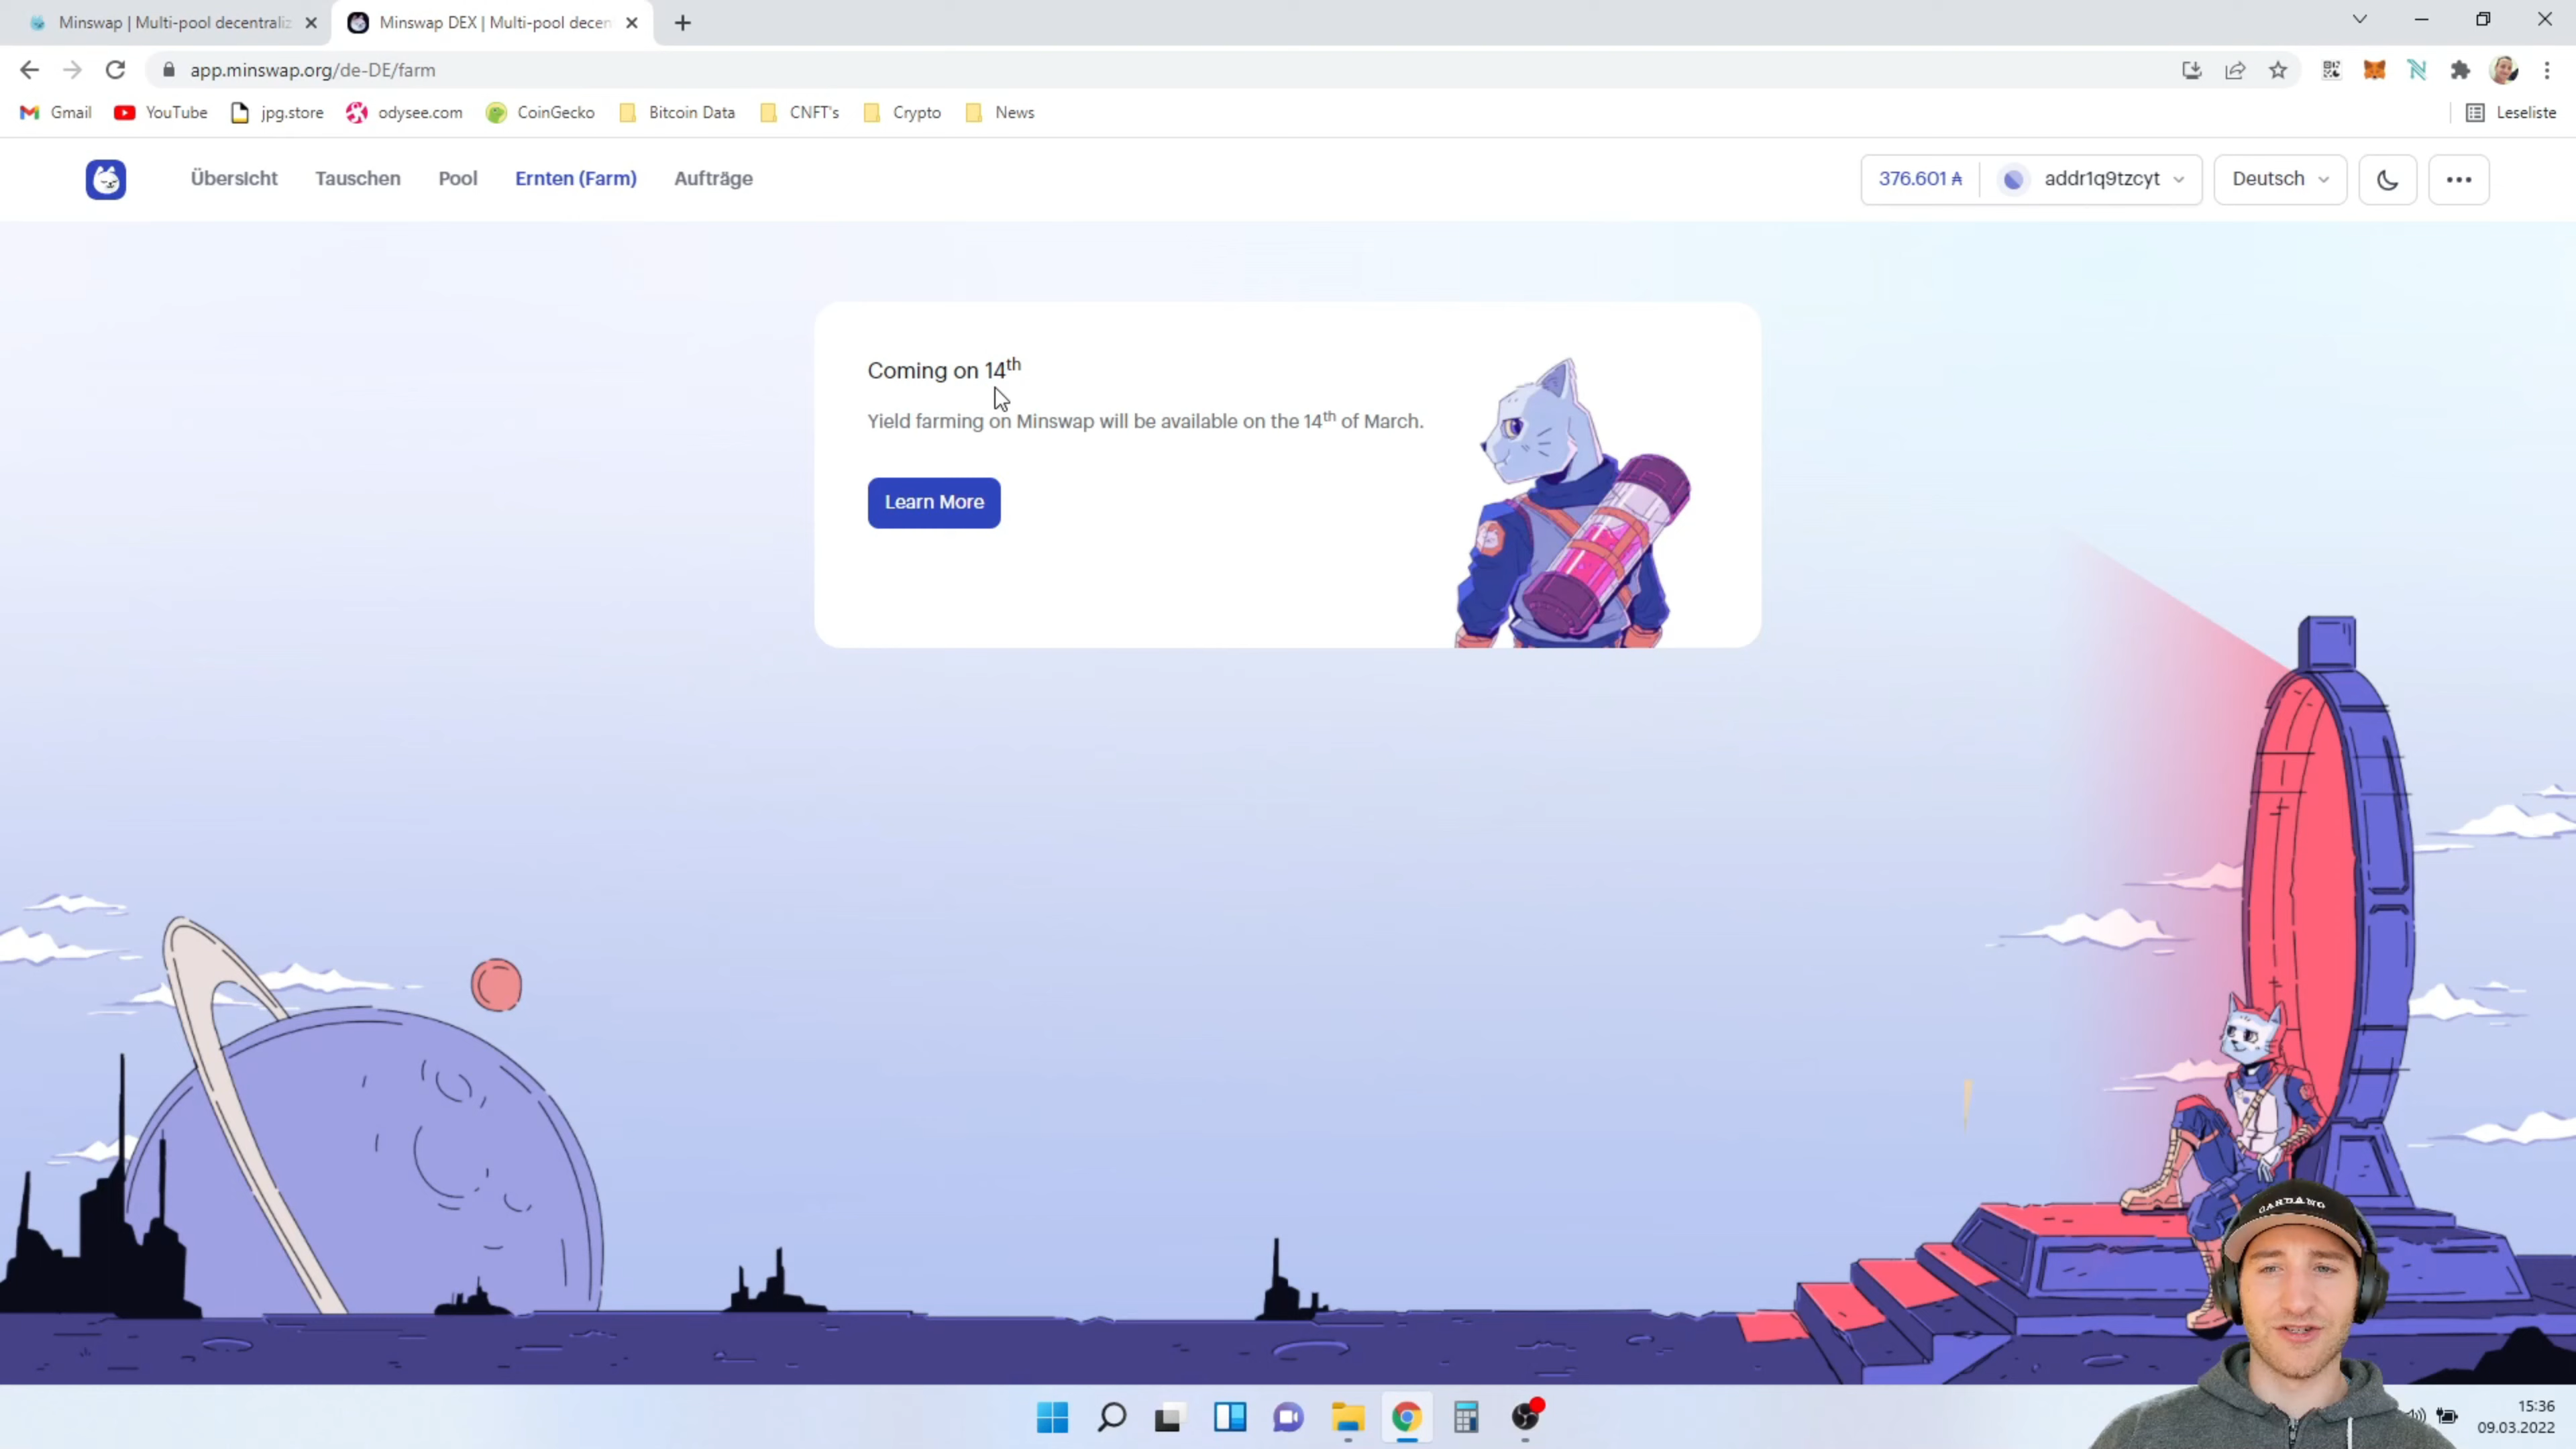 Minswap | Multi-pool decentraliz
Minswap DEX | Multi-pool decen
app.minswap.org/de-DE/farm
Gmail
YouTube
jpg.store
odysee.com
CoinGecko
Bitcoin Data
CNFT's
Crypto
News
Leseliste
Übersicht
Tauschen
Pool
Ernten (Farm)
Aufträge
376.601 ₳
addr1q9tzcyt
Deutsch
Coming on 14th
Yield farming on Minswap will be available on the 14th of March.
Learn More
CARDANO
15:36
09.03.2022